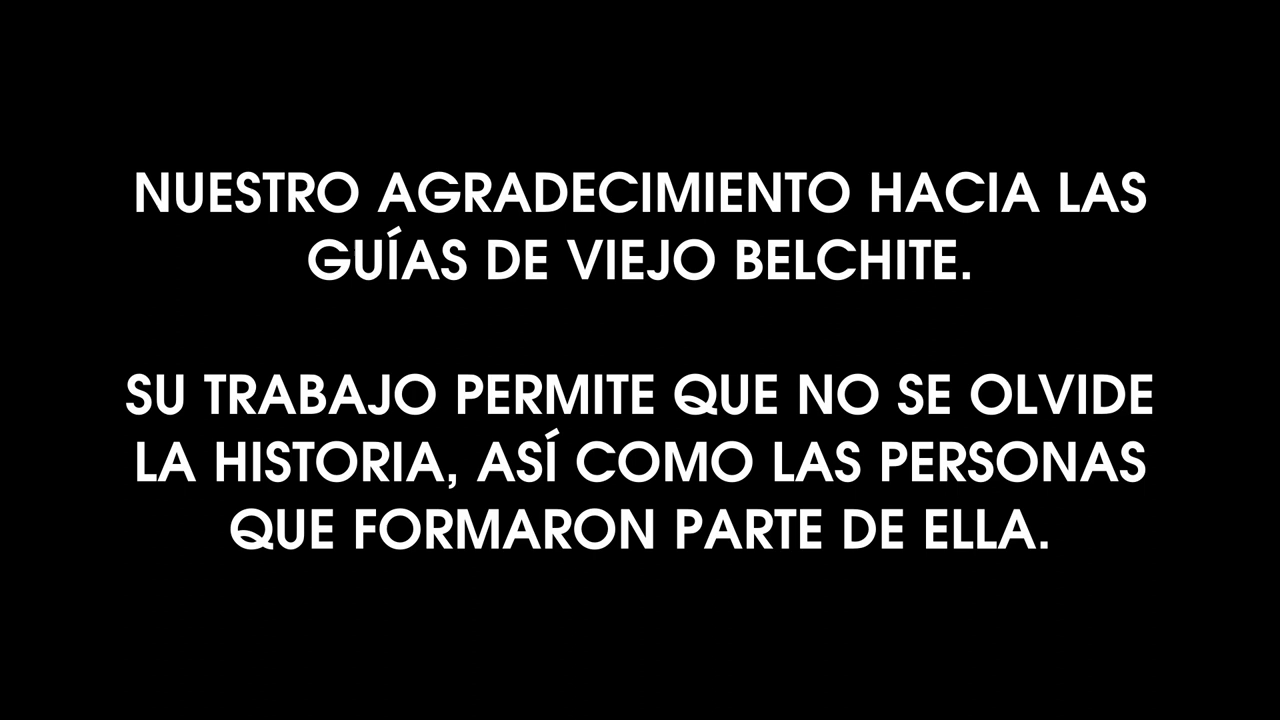 NUESTRO AGRADECIMIENTO HACIA LAS
GUÍAS DE VIEJO BELCHITE.
SU TRABAJO PERMITE QUE NO SE OLVIDE
LA HISTORIA, ASÍ COMO LAS PERSONAS
QUE FORMARON PARTE DE ELLA.